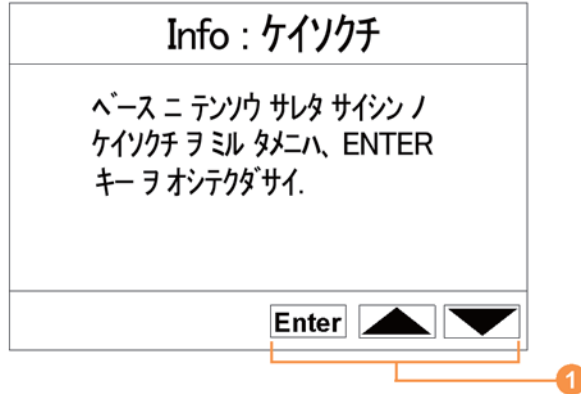 Info : ケイソクチ
ベース ニ テンソウ サレタ サイシン ノ
ケイソクチ ヲ ミル タメニハ、ENTER
キー ヲ オシテクダサイ.
Enter
1